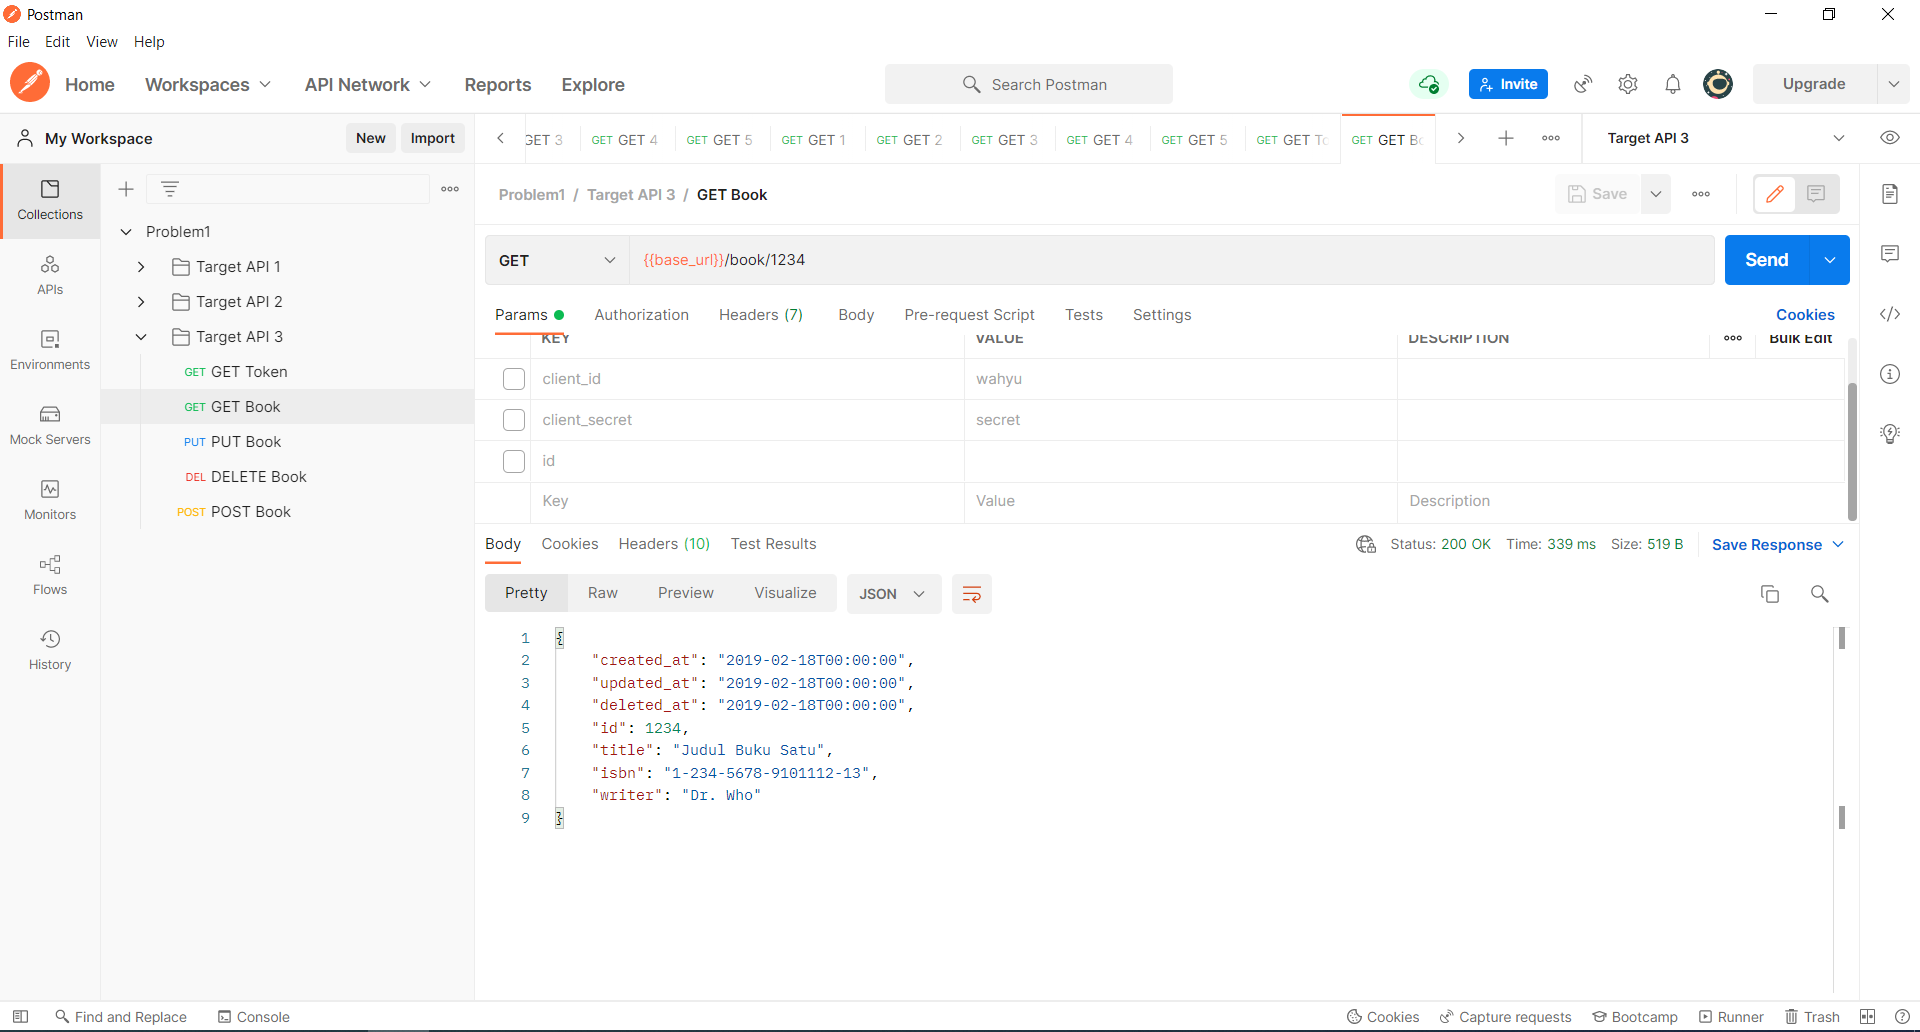 Postman
File Edit View Help
Home Workspaces API Network Reports Explore Search Postman Invite Upgrade
My Workspace New Import
GET 3 GET GET 4 GET GET 5 GET GET 1 GET GET 2 GET GET 3 GET GET 4 GET GET 5 GET GET To GET GET Bo Target API 3
Collections
APIs
Environments
Mock Servers
Monitors
Flows
History
Problem1
Target API 1
Target API 2
Target API 3
GET GET Token
GET GET Book
PUT PUT Book
DEL DELETE Book
POST POST Book
Problem1 / Target API 3 / GET Book Save
GET {{base_url}}/book/1234 Send
Params Authorization Headers (7) Body Pre-request Script Tests Settings Cookies
KEY VALUE DESCRIPTION Bulk Edit
client_id wahyu
client_secret secret
id
Key Value Description
Body Cookies Headers (10) Test Results Status: 200 OK Time: 339 ms Size: 519 B Save Response
Pretty Raw Preview Visualize JSON
1 {
2 "created_at": "2019-02-18T00:00:00",
3 "updated_at": "2019-02-18T00:00:00",
4 "deleted_at": "2019-02-18T00:00:00",
5 "id": 1234,
6 "title": "Judul Buku Satu",
7 "isbn": "1-234-5678-9101112-13",
8 "writer": "Dr. Who"
9 }
Find and Replace Console Cookies Capture requests Bootcamp Runner Trash